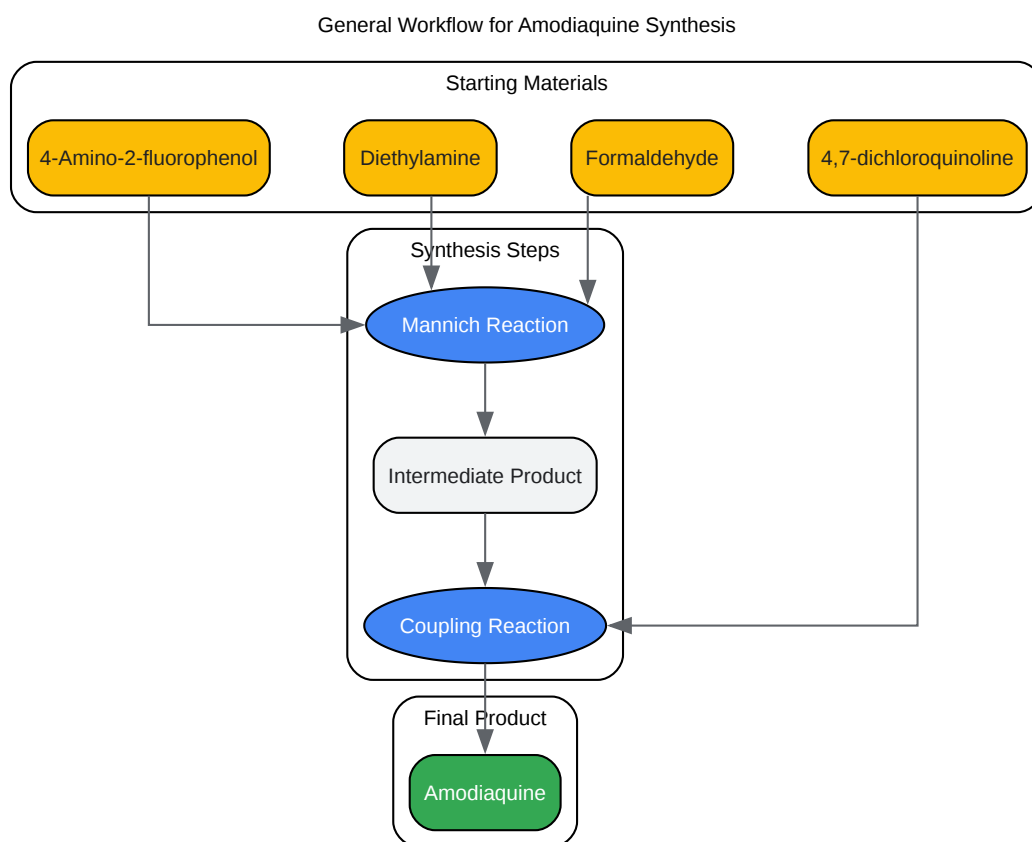 General Workflow for Amodiaquine Synthesis
Starting Materials
4-Amino-2-fluorophenol
Diethylamine
Formaldehyde
4,7-dichloroquinoline
Synthesis Steps
Mannich Reaction
Intermediate Product
Coupling Reaction
Final Product
Amodiaquine